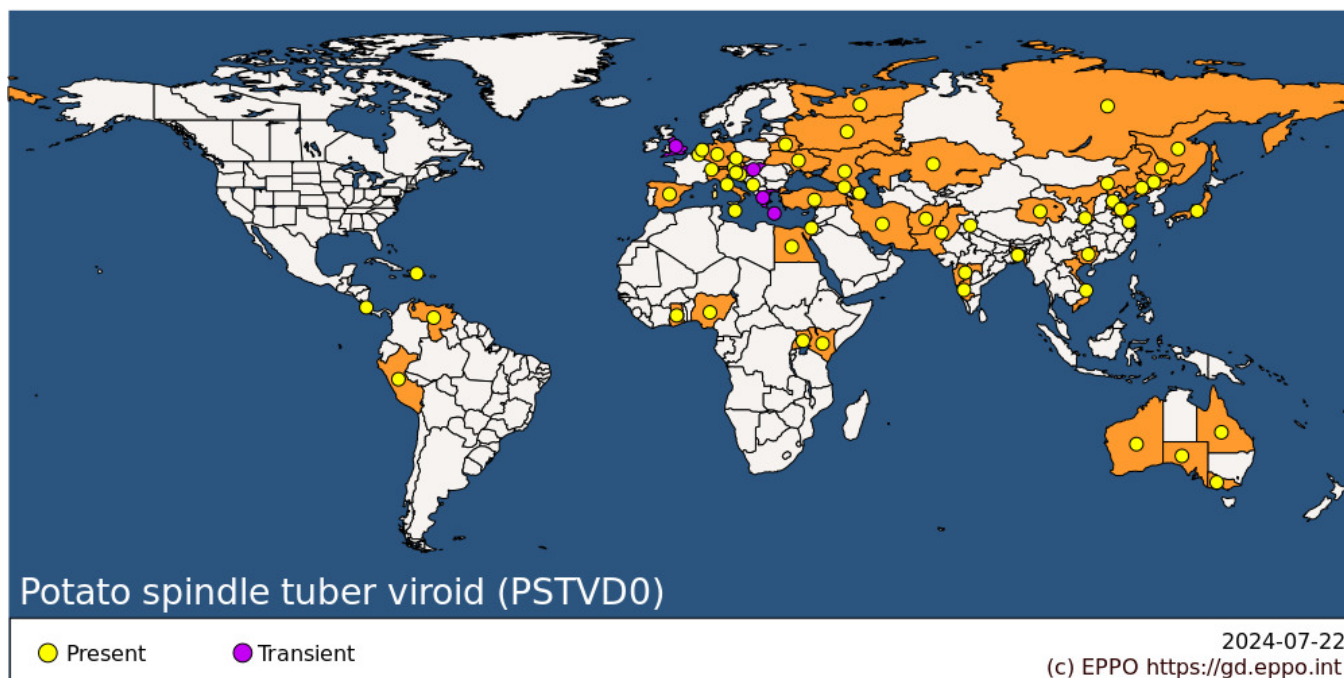 Potato spindle tuber viroid (PSTVD0)
Present
Transient
2024-07-22
(c) EPPO https://gd.eppo.int